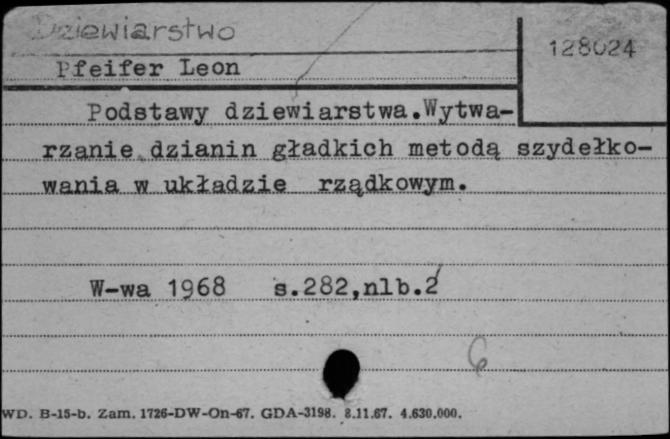 Dziewiarstwo
128024
Pfeifer Leon
Podstawy dziewiarstwa.Wytwa-
rzanie dzianin gładkich metodą szydełko-
wania w układzie rządkowym.
W-wa 1968 s.282,nlb.2
6
WD. B-15-b. Zam. 1726-DW-On-67. GDA-3198. 8.11.67. 4.630.000.